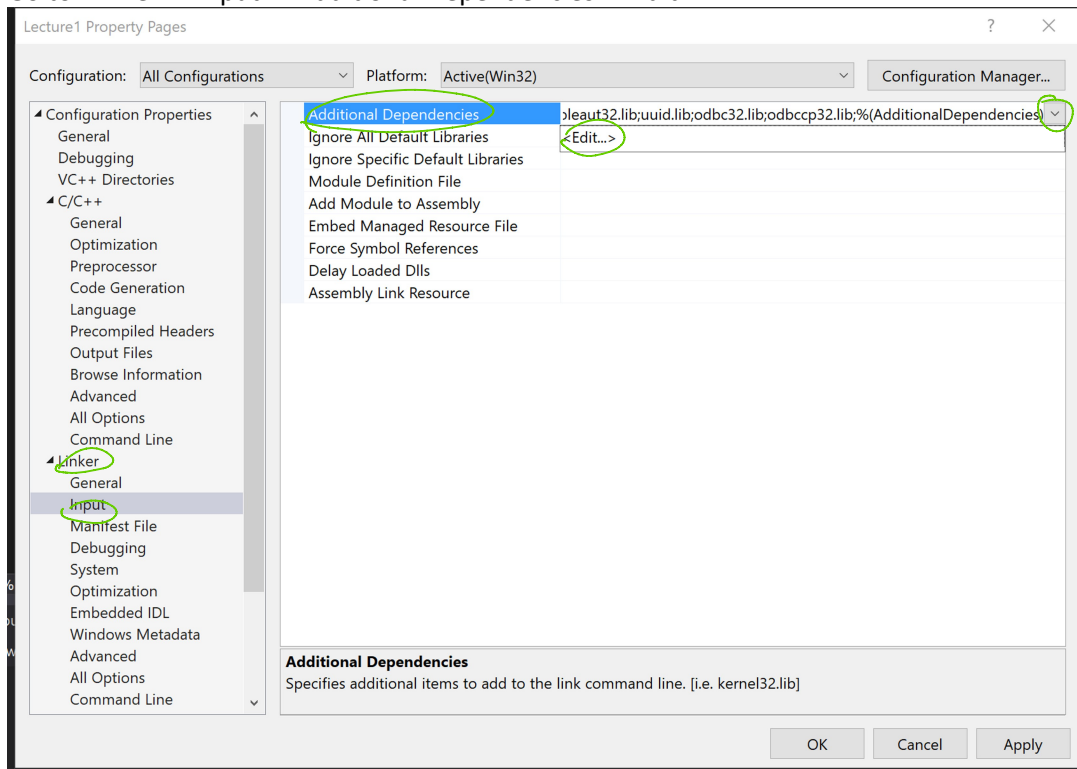 Lecture1 Property Pages
?
Configuration: All Configurations Platform: Active(Win32) Configuration Manager...
Configuration Properties
General
Debugging
VC++ Directories
C/C++
General
Optimization
Preprocessor
Code Generation
Language
Precompiled Headers
Output Files
Browse Information
Advanced
All Options
Command Line
Linker
General
Input
Manifest File
Debugging
System
Optimization
Embedded IDL
Windows Metadata
Advanced
All Options
Command Line
Additional Dependencies
leaut32.lib;uuid.lib;odbc32.lib;odbccp32.lib;%(AdditionalDependencies)
Ignore All Default Libraries
<Edit...>
Ignore Specific Default Libraries
Module Definition File
Add Module to Assembly
Embed Managed Resource File
Force Symbol References
Delay Loaded Dlls
Assembly Link Resource
Additional Dependencies
Specifies additional items to add to the link command line. [i.e. kernel32.lib]
OK Cancel Apply